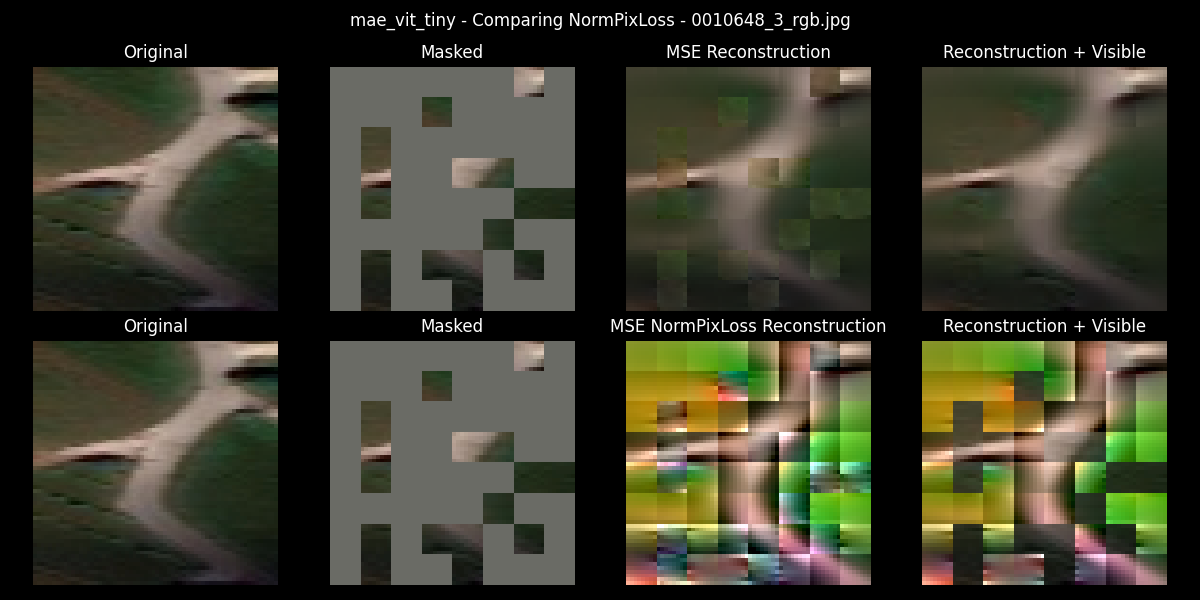 mae_vit_tiny - Comparing NormPixLoss - 0010648_3_rgb.jpg
Original Masked MSE Reconstruction Reconstruction + Visible
Original Masked MSE NormPixLoss Reconstruction Reconstruction + Visible